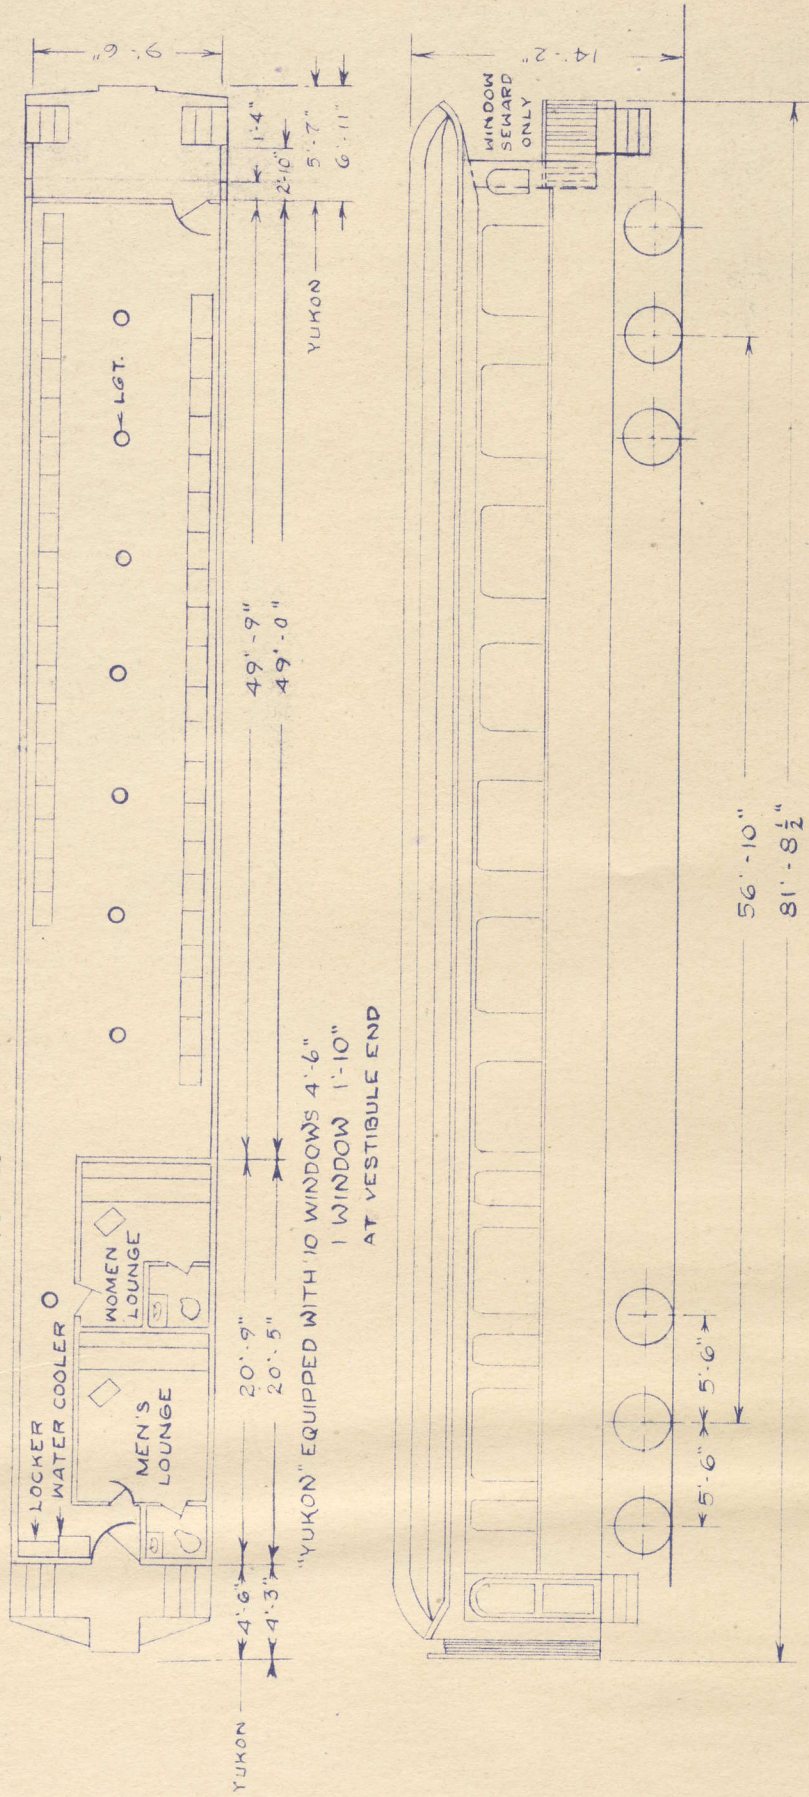 LOCKER
WATER COOLER
MEN'S
LOUNGE
WOMEN
LOUNGE
LGT.
9'-6"
YUKON
4'-6"
20'-9"
49'-9"
1'-4"
4'-3"
20'-5"
49'-0"
2'-10"
5'-7"
YUKON
6'-11"
"YUKON" EQUIPPED WITH 10 WINDOWS 4'-6"
1 WINDOW 1'-10"
AT VESTIBULE END
WINDOW
SEWARD
ONLY
14'-2"
5'-6"
5'-6"
56'-10"
81'-8½"